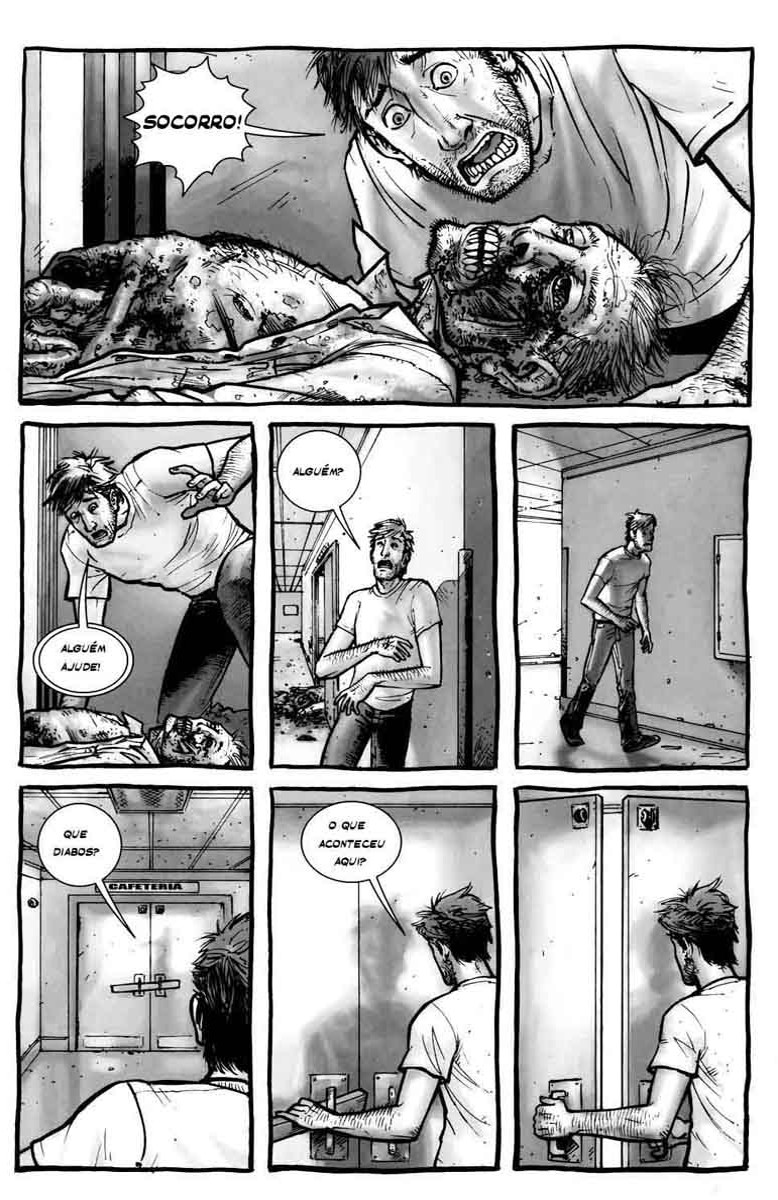 SOCORRO!
ALGUÉM
AJUDE!
ALGUÉM?
QUE
DIABOS?
CAFETERIA
O QUE
ACONTECEU
AQUI?